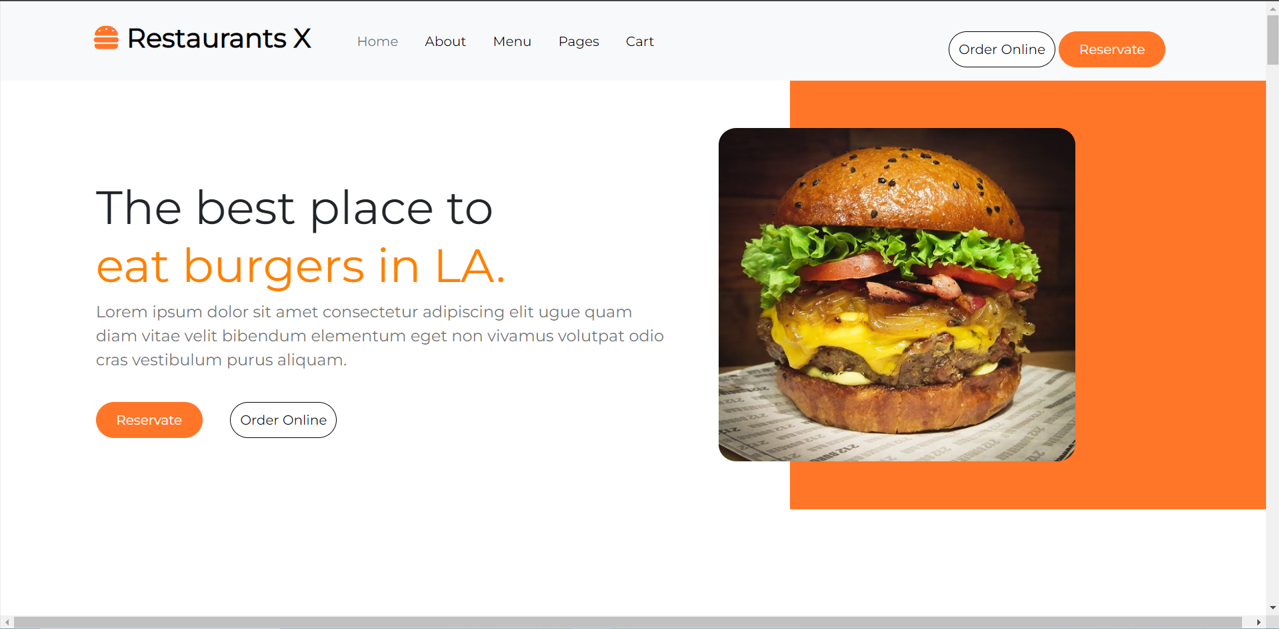 Restaurants X
Home About Menu Pages Cart
Order Online Reservate
The best place to
eat burgers in LA.
Lorem ipsum dolor sit amet consectetur adipiscing elit ugue quam
diam vitae velit bibendum elementum eget non vivamus volutpat odio
cras vestibulum purus aliquam.
Reservate Order Online